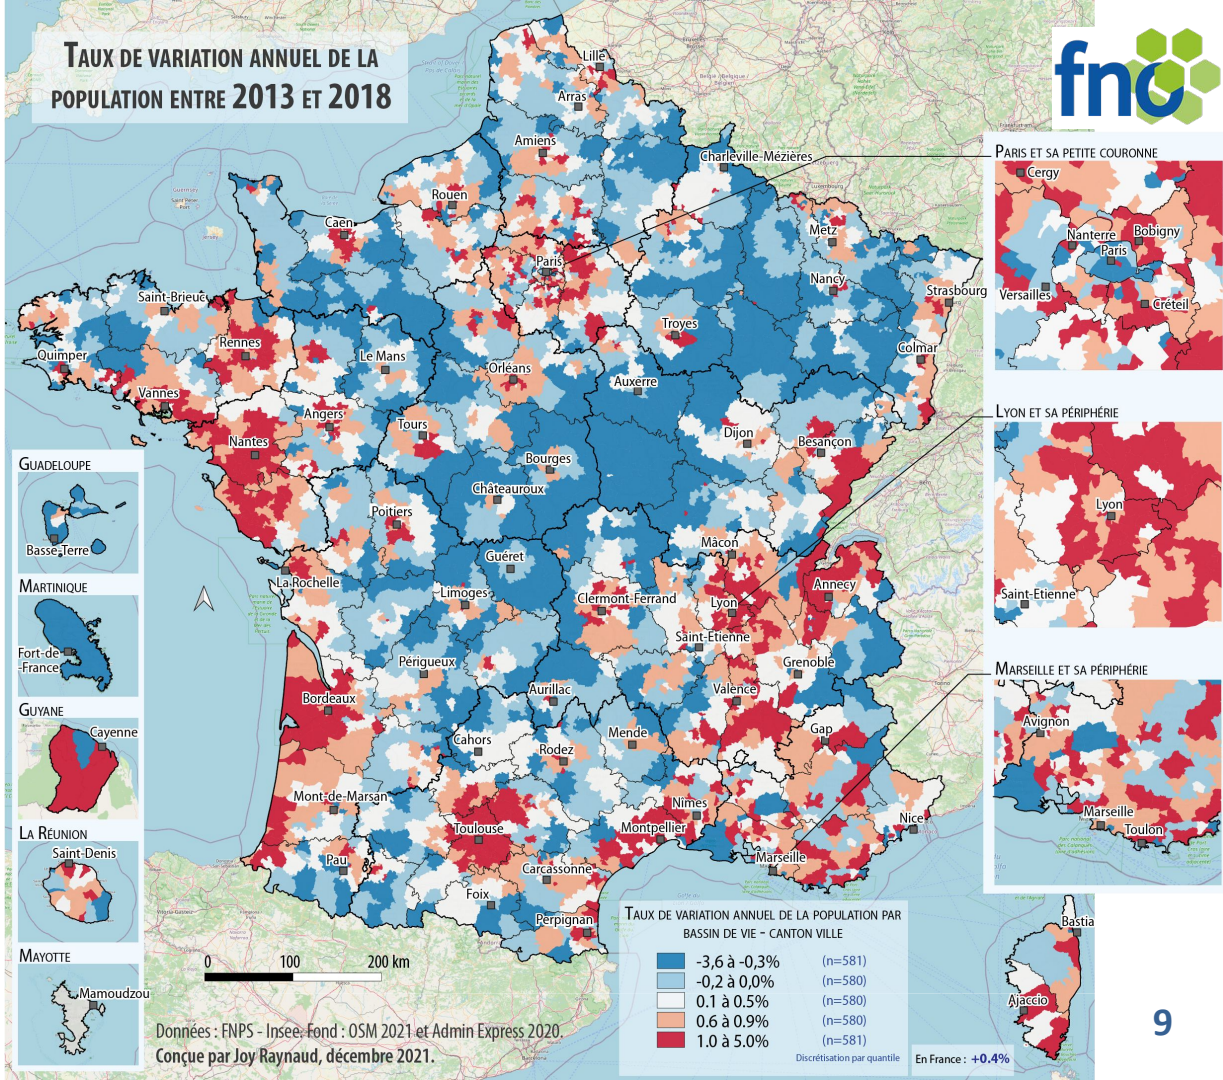 Taux de variation annuel de la
population entre 2013 et 2018
fnc
Paris et sa petite couronne
Cergy
Nanterre
Bobigny
Paris
Versailles
Créteil
Lyon et sa périphérie
Lyon
Saint-Etienne
Marseille et sa périphérie
Avignon
Marseille
Toulon
Lille
Arras
Amiens
Charleville-Mézières
Rouen
Caen
Metz
Paris
Nancy
Strasbourg
Saint-Brieuc
Rennes
Troyes
Quimper
Le Mans
Colmar
Orléans
Auxerre
Vannes
Angers
Tours
Nantes
Dijon
Besançon
Bourges
Châteauroux
Poitiers
Mâcon
Guéret
La Rochelle
Limoges
Clermont-Ferrand
Annecy
Lyon
Saint-Etienne
Périgueux
Grenoble
Bordeaux
Aurillac
Valence
Cahors
Rodez
Mende
Gap
Mont-de-Marsan
Nimes
Toulouse
Montpellier
Nice
Pau
Marseille
Carcassonne
Foix
Perpignan
Bastia
Ajaccio
Guadeloupe
Basse-Terre
Martinique
Fort-de
-France
Guyane
Cayenne
La Réunion
Saint-Denis
Mayotte
Mamoudzou
0 100 200 km
Taux de variation annuel de la population par
bassin de vie - canton ville
-3,6 à -0,3% (n=581)
-0,2 à 0,0% (n=580)
0.1 à 0.5% (n=580)
0.6 à 0.9% (n=580)
1.0 à 5.0% (n=581)
Discrétisation par quantile
En France : +0.4%
Données : FNPS - Insee. Fond : OSM 2021 et Admin Express 2020.
Conçue par Joy Raynaud, décembre 2021.
9